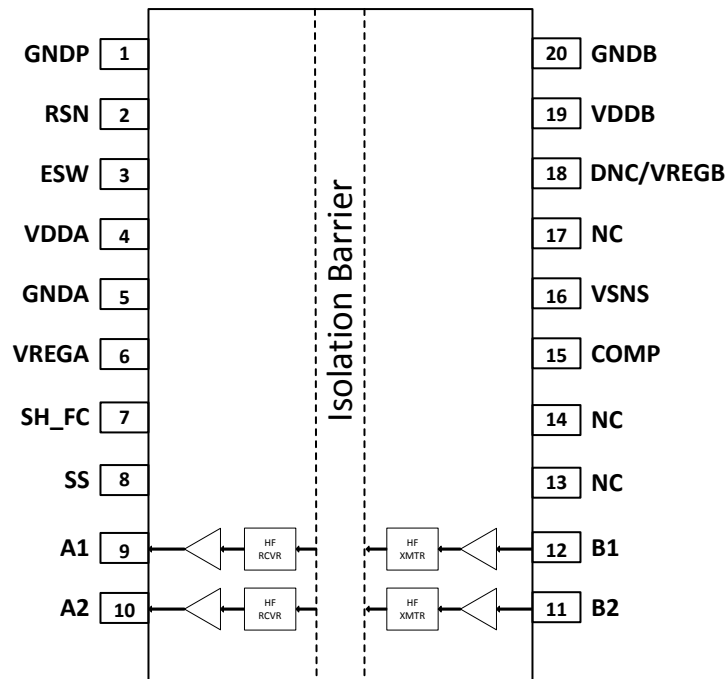 GNDP 1
RSN 2
ESW 3
VDDA 4
GNDA 5
VREGA 6
SH_FC 7
SS 8
A1 9
HF
RCVR
A2 10
HF
RCVR
Isolation Barrier
20 GNDB
19 VDDB
18 DNC/VREGB
17 NC
16 VSNS
15 COMP
14 NC
13 NC
HF
XMTR
12 B1
HF
XMTR
11 B2